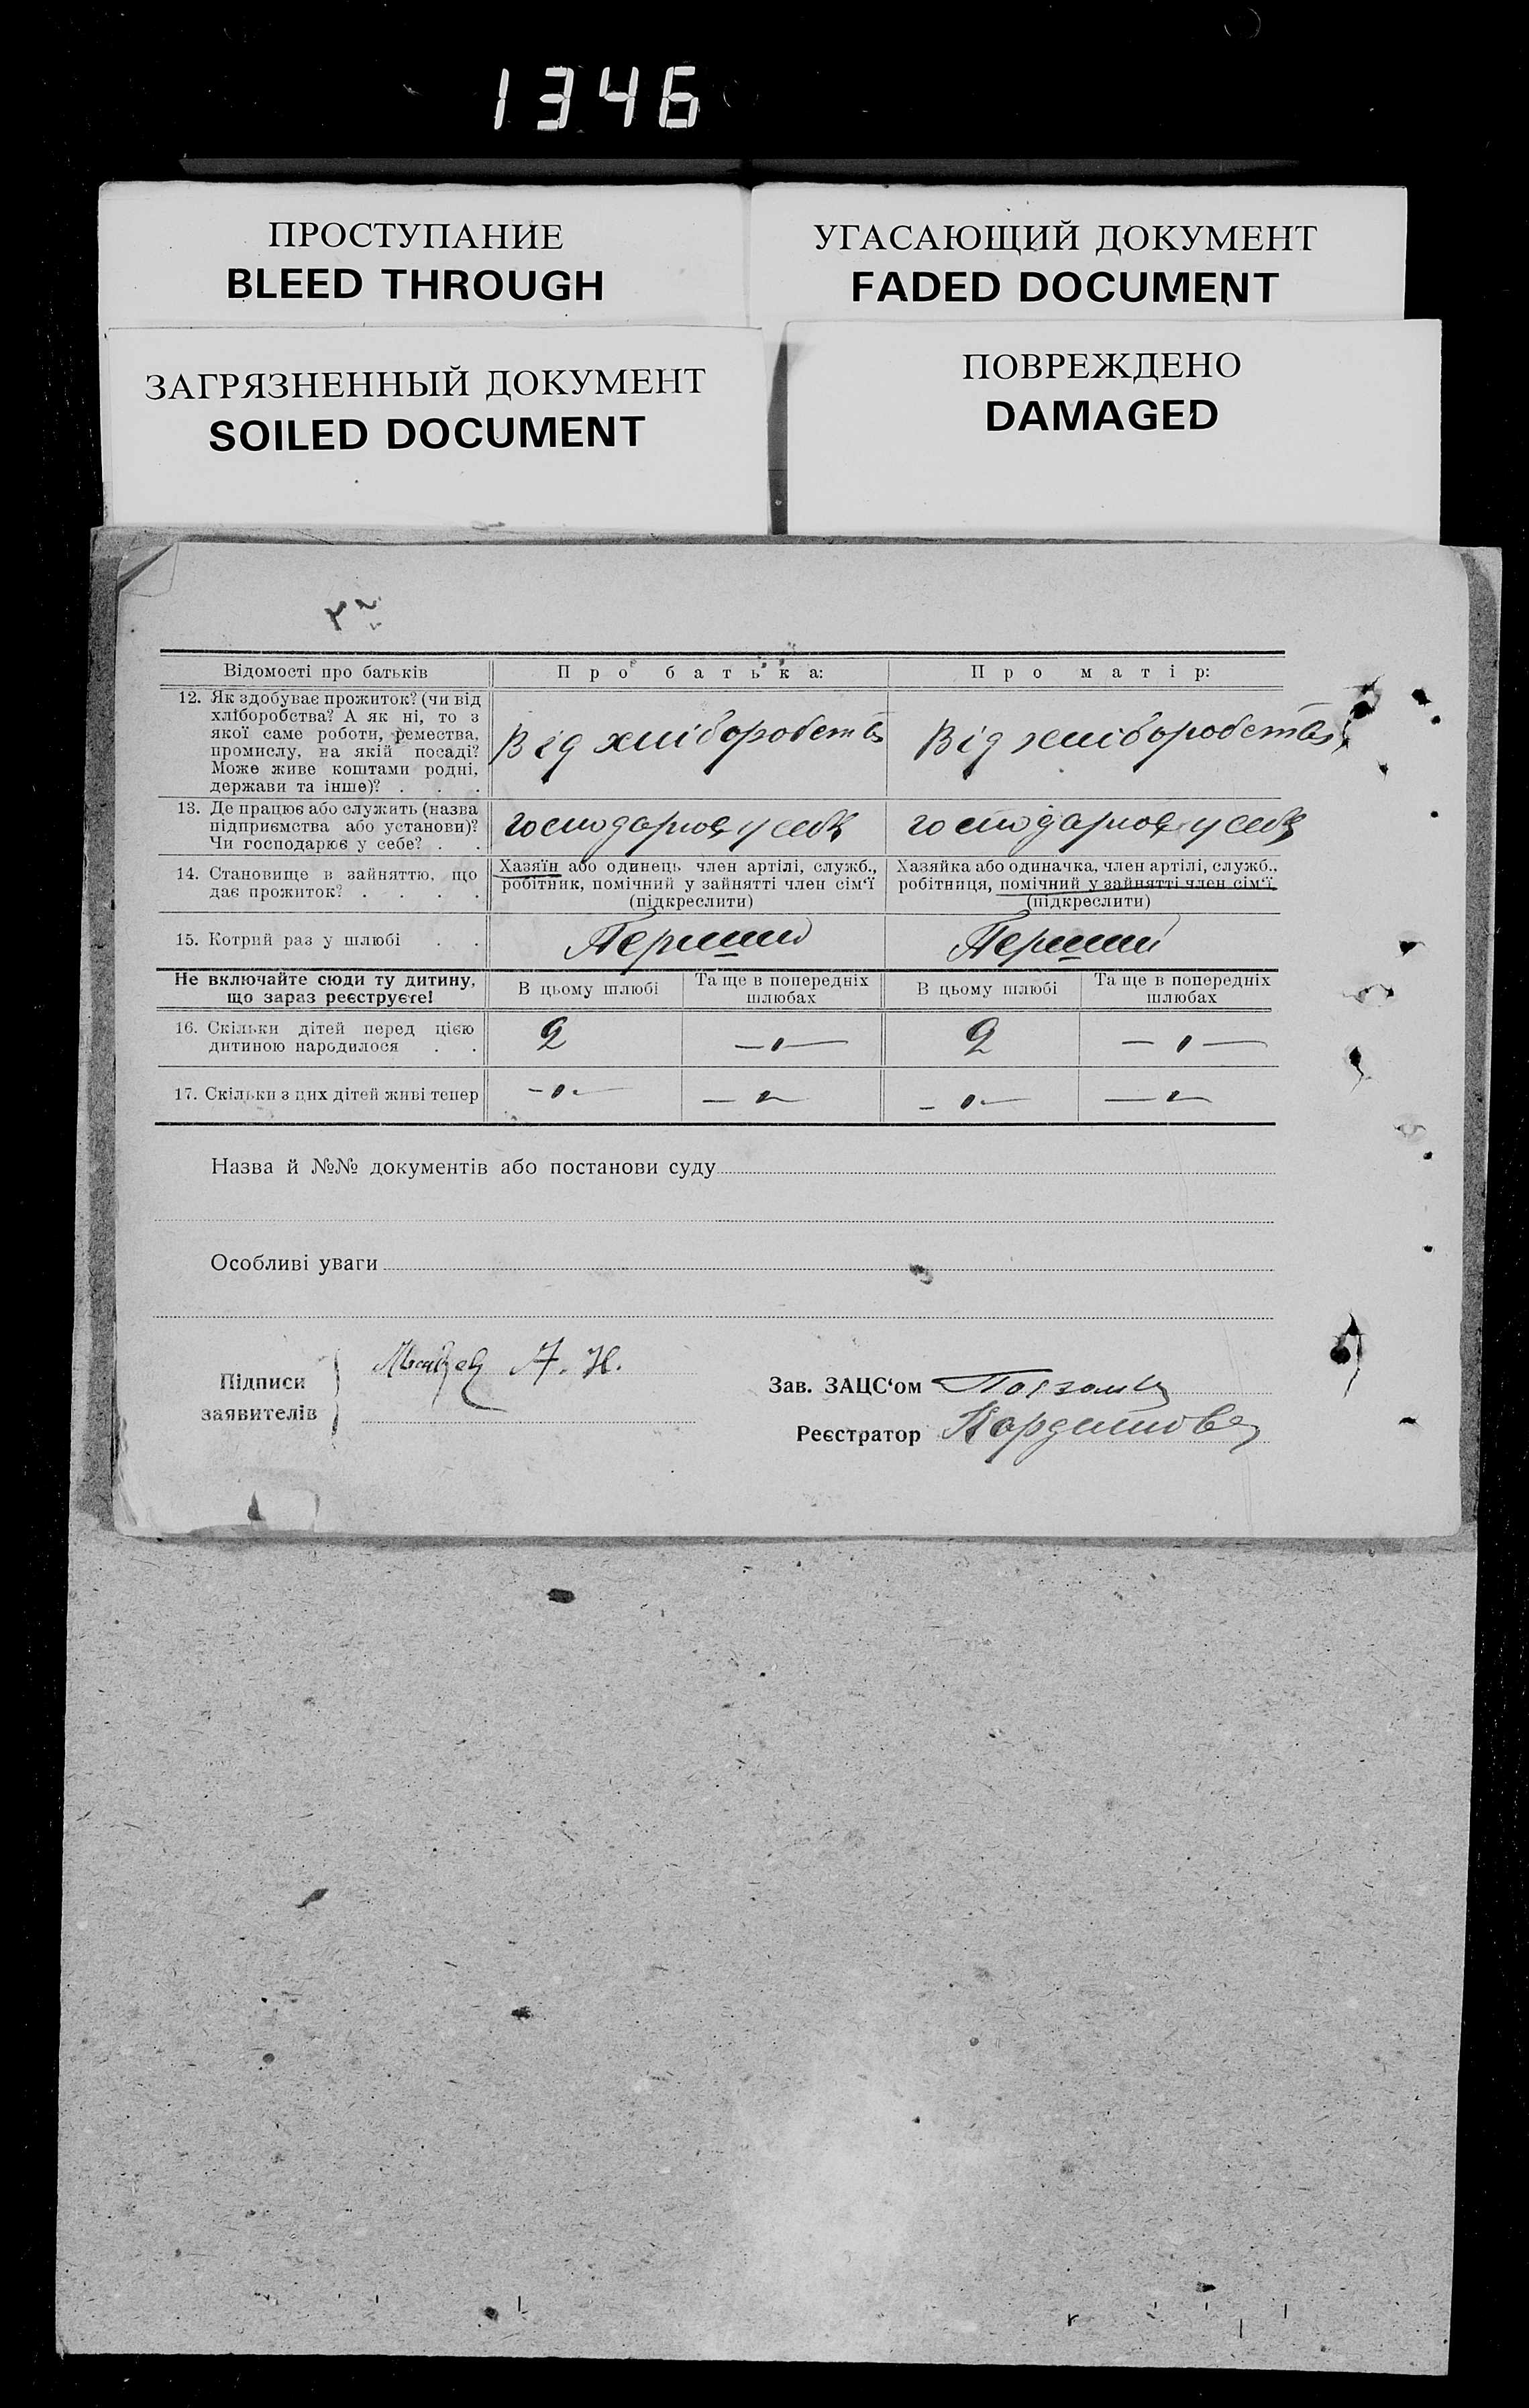 1346
ПРОСТУПАНИЕ
BLEED THROUGH
УГАСАЮЩИЙ ДОКУМЕНТ
FADED DOCUMENT
ЗАГРЯЗНЕННЫЙ ДОКУМЕНТ
SOILED DOCUMENT
ПОВРЕЖДЕНО
DAMAGED
Відомості про батьків
Про батька:
Про матір:
12. Як здобуває прожиток? (чи від
хліборобства? А як ні, то з
якої саме роботи, ремества,
промислу, на якій посаді?
Може живе коштами родні,
держави та інше)? . . .
Від хліборобства
Від хліборобства
13. Де працює або служить (назва
підприємства або установи)?
Чи господарює у себе? . .
господарює у себе
господарює у себе
14. Становище в зайняттю, що
дає прожиток? . . . .
Хазяїн або одинець член артілі, служб.,
робітник, помічний у зайнятті член сім'ї
(підкреслити)
Хазяйка або одиначка, член артілі, служб.,
робітниця, помічний у зайнятті член сім'ї
(підкреслити)
15. Котрий раз у шлюбі . .
Перший
Перший
Не включайте сюди ту дитину,
що зараз реєструєте!
В цьому шлюбі
Та ще в попередніх
шлюбах
В цьому шлюбі
Та ще в попередніх
шлюбах
16. Скільки дітей перед цією
дитиною народилося . .
2
—0—
2
—0—
17. Скільки з цих дітей живі тепер
—0—
—0—
—0—
—0—
Назва й №№ документів або постанови суду
Особливі уваги
Підписи
заявителів
А. Н.
Зав. ЗАЦС'ом
Реєстратор